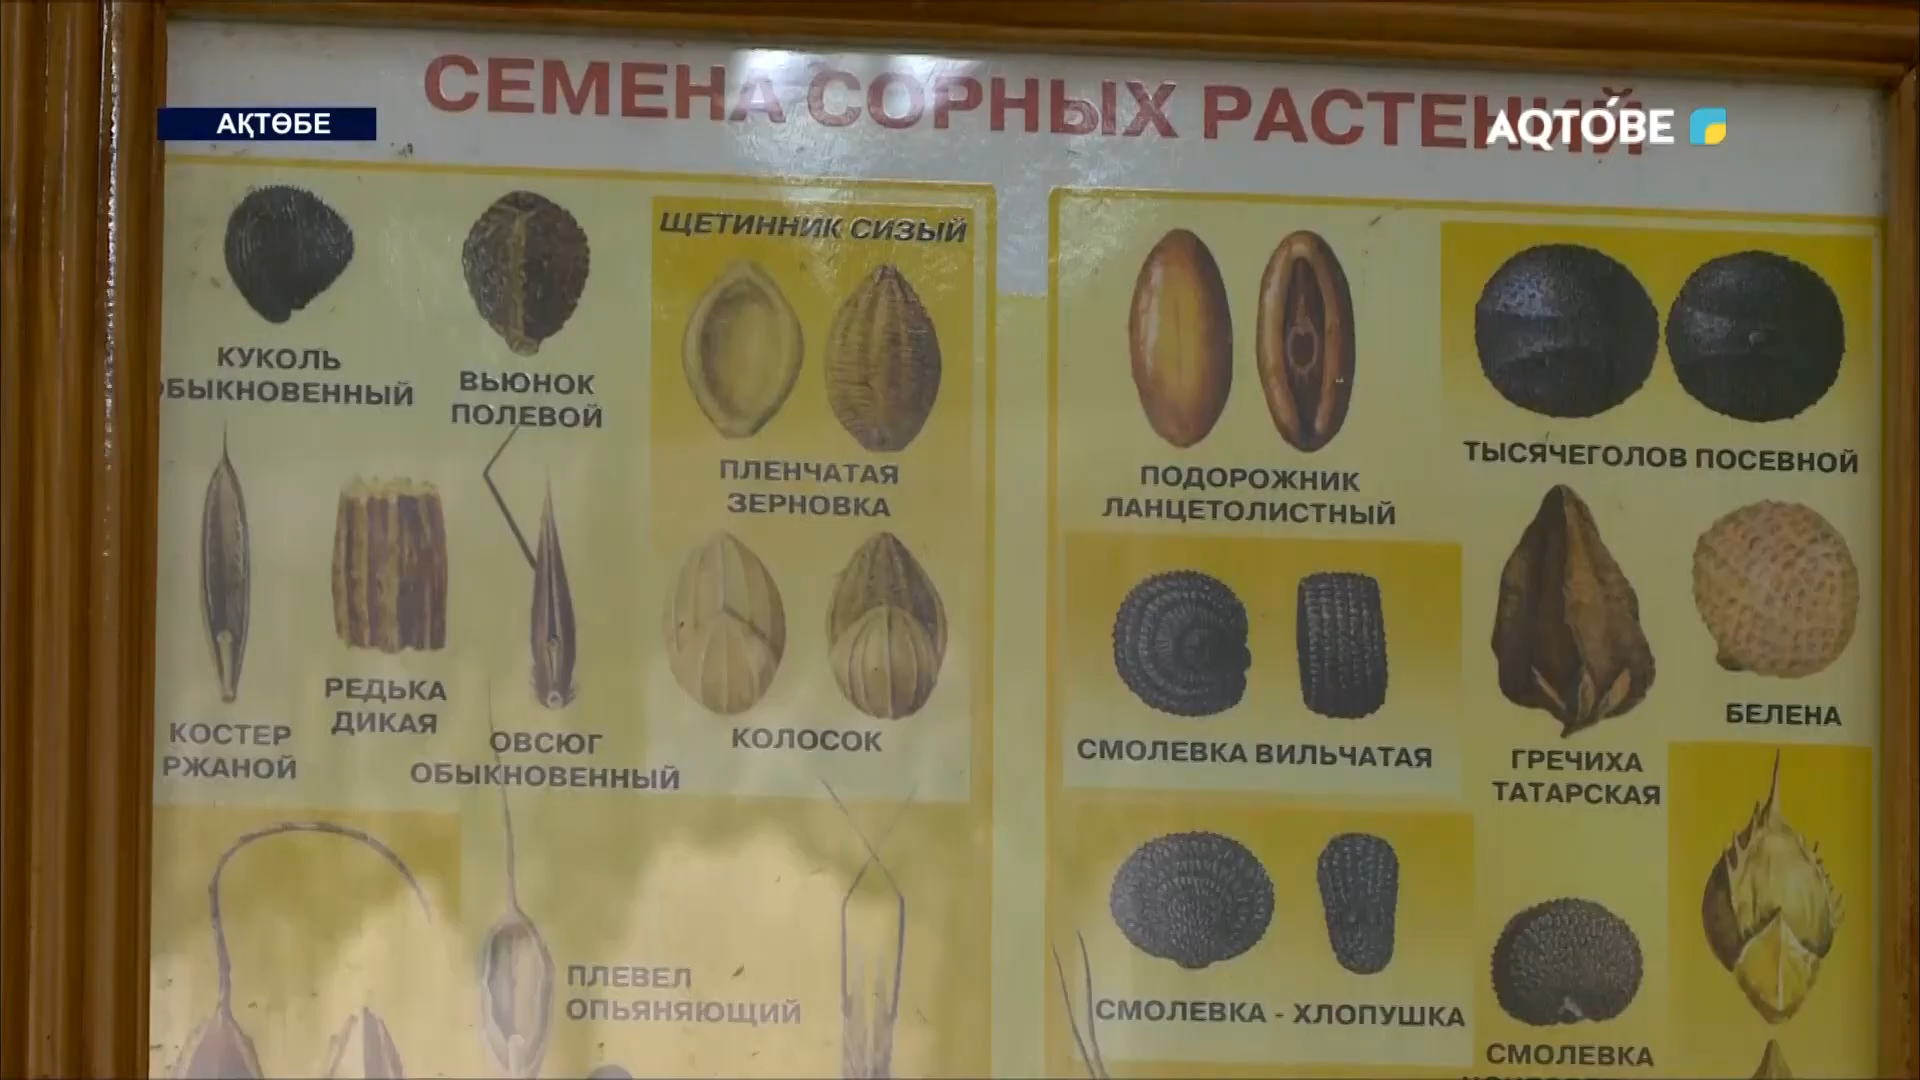 СЕМЕНА СОРНЫХ РАСТЕНИЙ
АҚТӨБЕ
AQTÓBE
ЩЕТИННИК СИЗЫЙ
КУКОЛЬ
ОБЫКНОВЕННЫЙ
ВЬЮНОК
ПОЛЕВОЙ
ПЛЕНЧАТАЯ
ЗЕРНОВКА
ПОДОРОЖНИК
ЛАНЦЕТОЛИСТНЫЙ
ТЫСЯЧЕГОЛОВ ПОСЕВНОЙ
КОСТЕР
РЖАНОЙ
РЕДЬКА
ДИКАЯ
ОВСЮГ
ОБЫКНОВЕННЫЙ
КОЛОСОК
СМОЛЕВКА ВИЛЬЧАТАЯ
ГРЕЧИХА
ТАТАРСКАЯ
БЕЛЕНА
ПЛЕВЕЛ
ОПЬЯНЯЮЩИЙ
СМОЛЕВКА - ХЛОПУШКА
СМОЛЕВКА